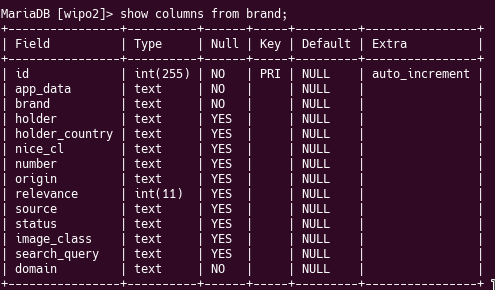 MariaDB [wipo2]> show columns from brand;
+----------------+----------+------+-----+---------+----------------+
| Field          | Type     | Null | Key | Default | Extra          |
+----------------+----------+------+-----+---------+----------------+
| id             | int(255) | NO   | PRI | NULL    | auto_increment |
| app_data       | text     | NO   |     | NULL    |                |
| brand          | text     | NO   |     | NULL    |                |
| holder         | text     | YES  |     | NULL    |                |
| holder_country | text     | YES  |     | NULL    |                |
| nice_cl        | text     | YES  |     | NULL    |                |
| number         | text     | YES  |     | NULL    |                |
| origin         | text     | YES  |     | NULL    |                |
| relevance      | int(11)  | YES  |     | NULL    |                |
| source         | text     | YES  |     | NULL    |                |
| status         | text     | YES  |     | NULL    |                |
| image_class    | text     | YES  |     | NULL    |                |
| search_query   | text     | YES  |     | NULL    |                |
| domain         | text     | NO   |     | NULL    |                |
+----------------+----------+------+-----+---------+----------------+